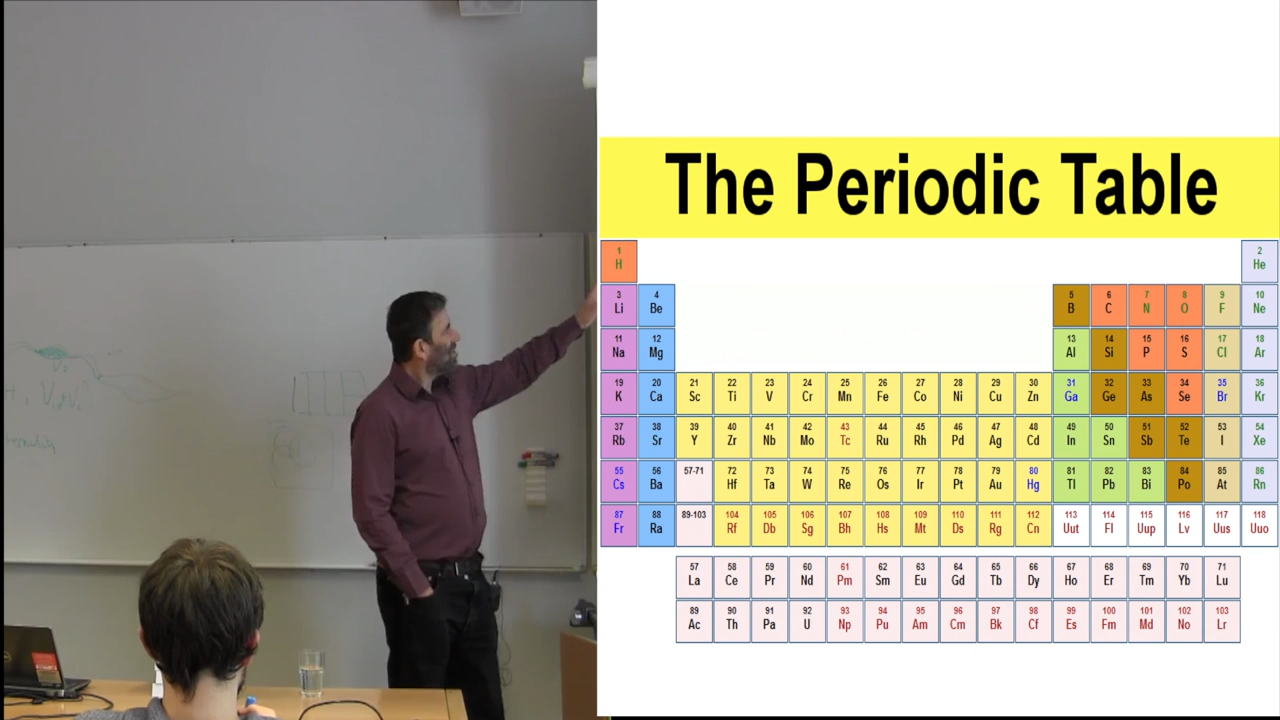 The Periodic Table
1 2
H He
3 4 5 6 7 8 9 10
Li Be B C N O F Ne
11 12 13 14 15 16 17 18
Na Mg Al Si P S Cl Ar
19 20 21 22 23 24 25 26 27 28 29 30 31 32 33 34 35 36
K Ca Sc Ti V Cr Mn Fe Co Ni Cu Zn Ga Ge As Se Br Kr
37 38 39 40 41 42 43 44 45 46 47 48 49 50 51 52 53 54
Rb Sr Y Zr Nb Mo Tc Ru Rh Pd Ag Cd In Sn Sb Te I Xe
55 56 57-71 72 73 74 75 76 77 78 79 80 81 82 83 84 85 86
Cs Ba Hf Ta W Re Os Ir Pt Au Hg Tl Pb Bi Po At Rn
87 88 89-103 104 105 106 107 108 109 110 111 112 113 114 115 116 117 118
Fr Ra Rf Db Sg Bh Hs Mt Ds Rg Cn Uut Fl Uup Lv Uus Uuo
57 58 59 60 61 62 63 64 65 66 67 68 69 70 71
La Ce Pr Nd Pm Sm Eu Gd Tb Dy Ho Er Tm Yb Lu
89 90 91 92 93 94 95 96 97 98 99 100 101 102 103
Ac Th Pa U Np Pu Am Cm Bk Cf Es Fm Md No Lr